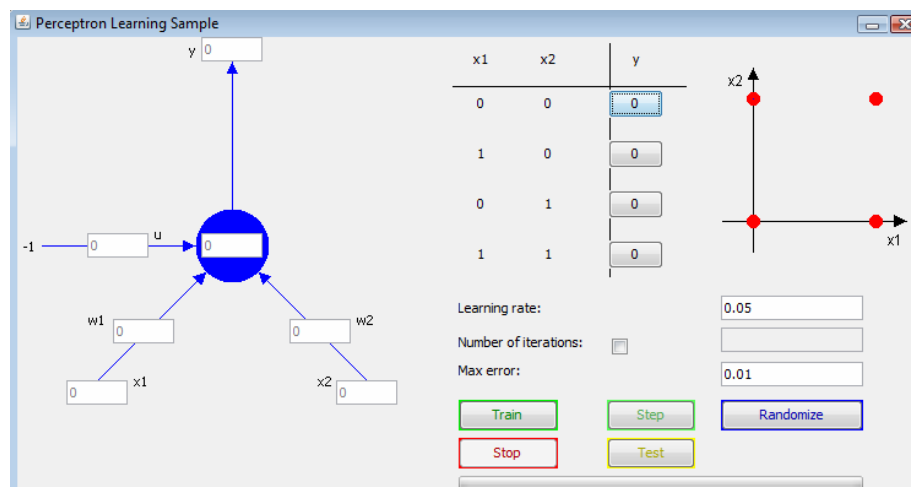 Perceptron Learning Sample
y 0
x1 x2 y
x2
0 0 0
1 0 0
0 1 0
-1 0 u 0
x1
1 1 0
Learning rate: 0.05
w1 0 0 w2
Number of iterations:
Max error: 0.01
0 x1 x2 0
Train Step Randomize
Stop Test